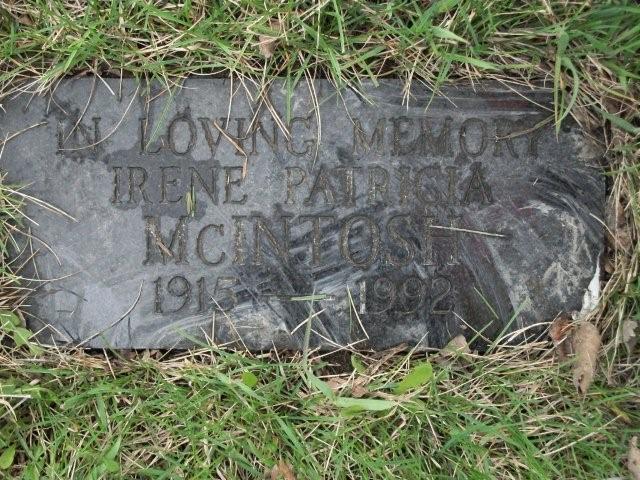 IN LOVING MEMORY
IRENE PATRICIA
McINTOSH
1915 — 1992